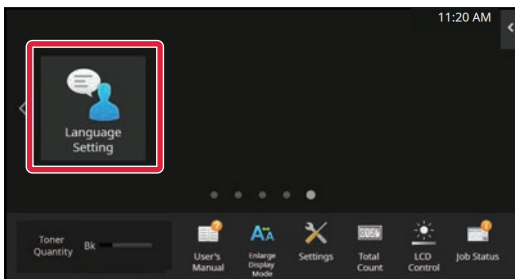 11:20 AM
Language
Setting
Toner
Quantity
Bk
User's
Manual
Enlarge
Display
Mode
Settings
Total
Count
LCD
Control
Job Status